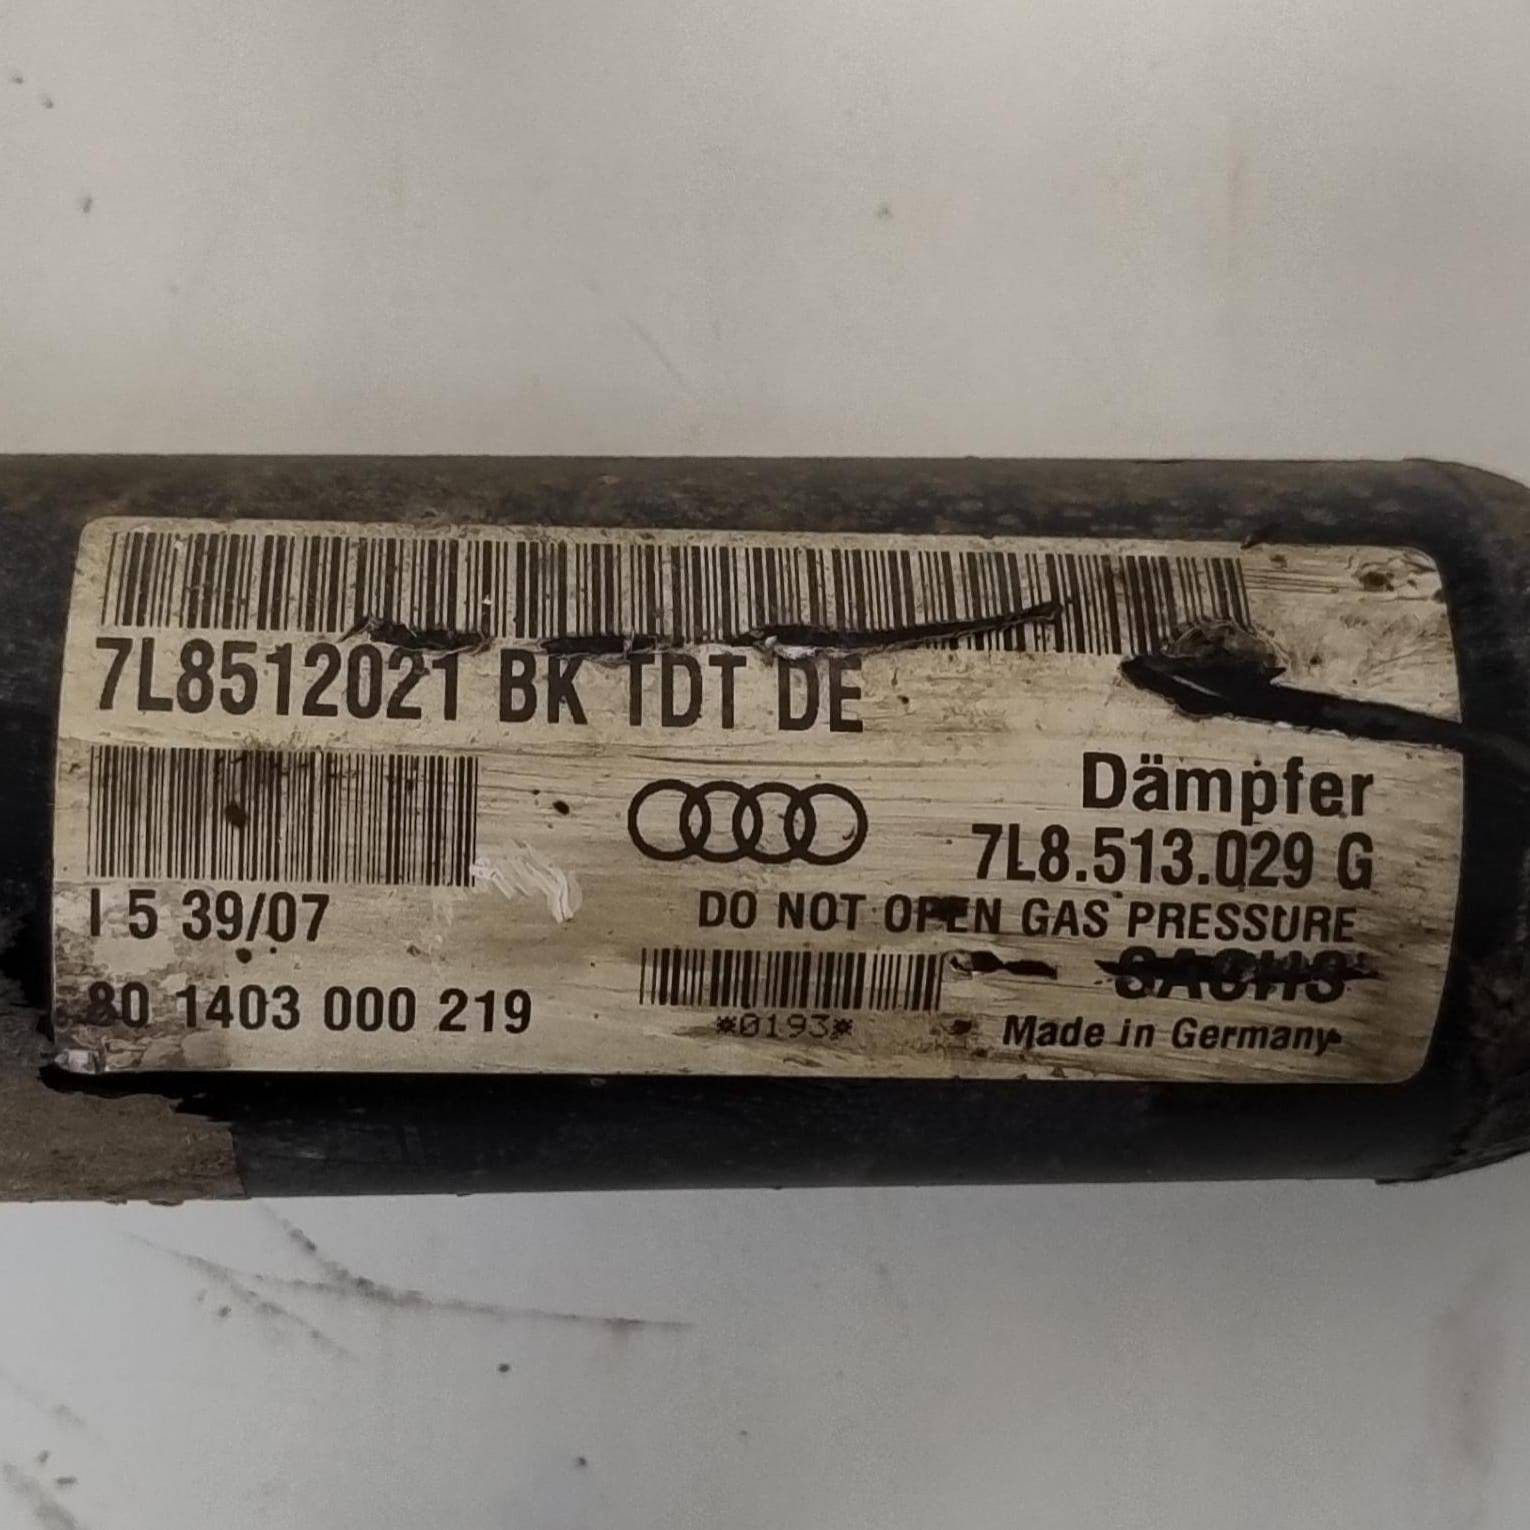 7L8512021 BK TDT DE
Dämpfer
7L8.513.029 G
I 5 39/07
DO NOT OPEN GAS PRESSURE
SACHS
80 1403 000 219
*0193*
Made in Germany